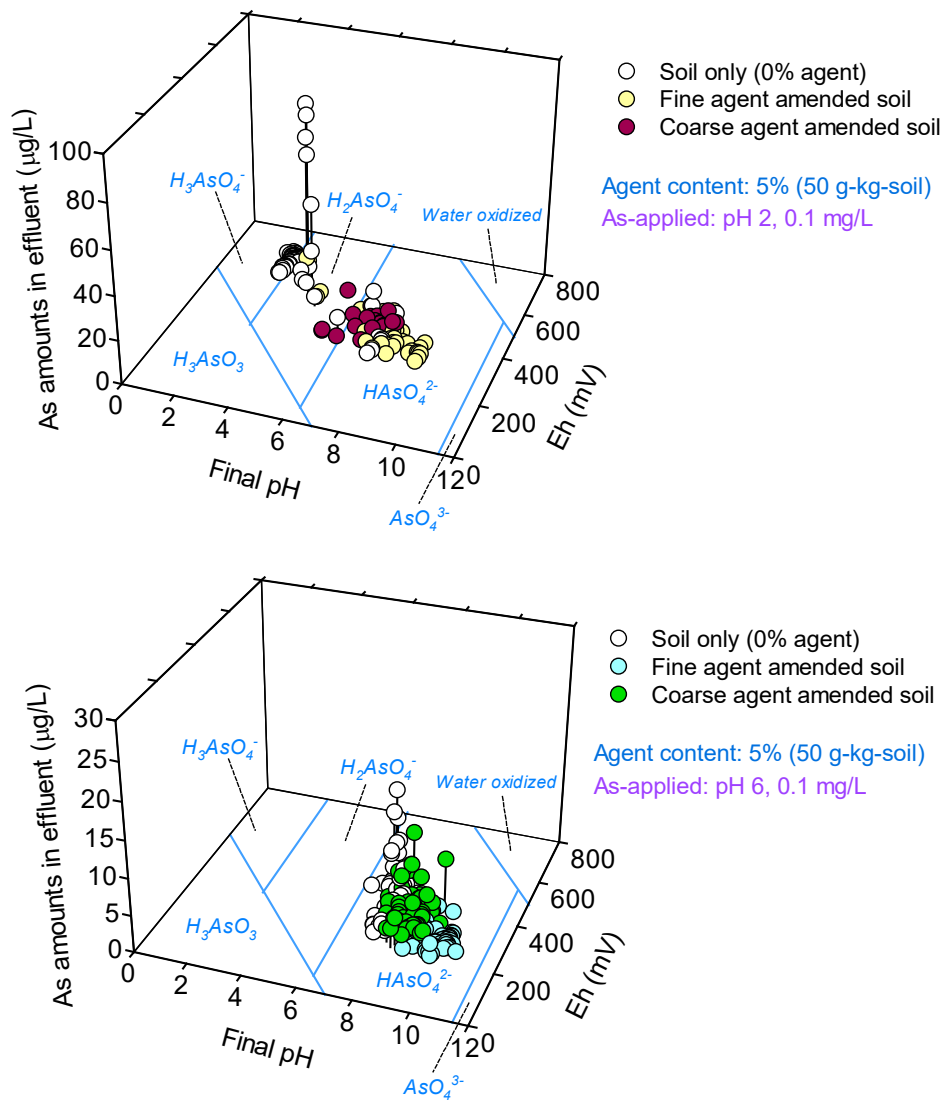 100
80
60
40
20
0
As amounts in effluent (μg/L)
0
2
4
6
8
10
12
Final pH
0
200
400
600
800
Eh (mV)
H₃AsO₄⁻
H₂AsO₄⁻
Water oxidized
H₃AsO₃
HAsO₄²⁻
AsO₄³⁻
Soil only (0% agent)
Fine agent amended soil
Coarse agent amended soil
Agent content: 5% (50 g-kg-soil)
As-applied: pH 2, 0.1 mg/L
30
25
20
15
10
5
0
As amounts in effluent (μg/L)
0
2
4
6
8
10
12
Final pH
0
200
400
600
800
Eh (mV)
H₃AsO₄⁻
H₂AsO₄⁻
Water oxidized
H₃AsO₃
HAsO₄²⁻
AsO₄³⁻
Soil only (0% agent)
Fine agent amended soil
Coarse agent amended soil
Agent content: 5% (50 g-kg-soil)
As-applied: pH 6, 0.1 mg/L